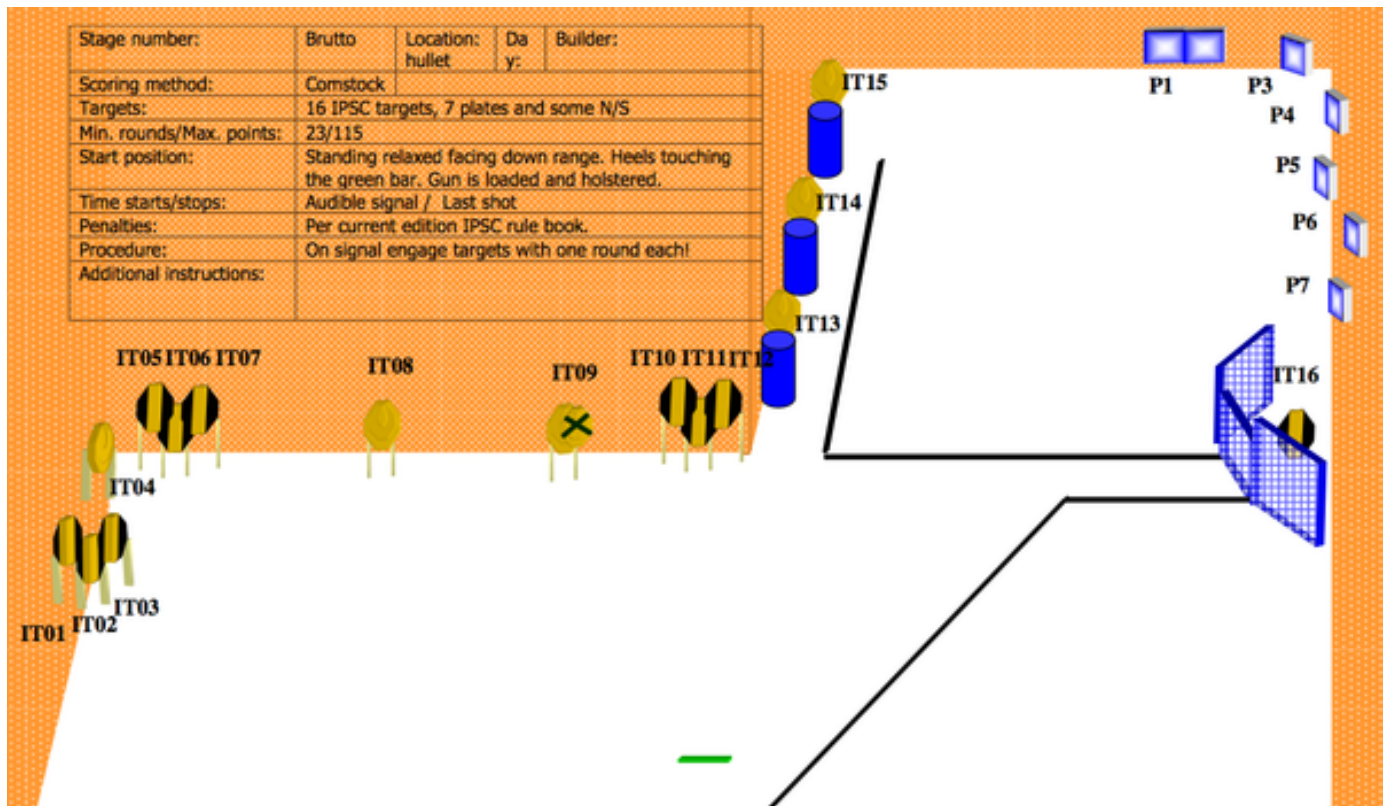 Stage number: Brutto Location: hullet Da y: Builder:
Scoring method: Comstock
Targets: 16 IPSC targets, 7 plates and some N/S
Min. rounds/Max. points: 23/115
Start position: Standing relaxed facing down range. Heels touching
the green bar. Gun is loaded and holstered.
Time starts/stops: Audible signal / Last shot
Penalties: Per current edition IPSC rule book.
Procedure: On signal engage targets with one round each!
Additional instructions:
IT15
P1 P3
P4
P5
IT14
P6
P7
IT13
IT05 IT06 IT07
IT08
IT09
IT10 IT11 IT12
IT16
IT04
IT03
IT02
IT01